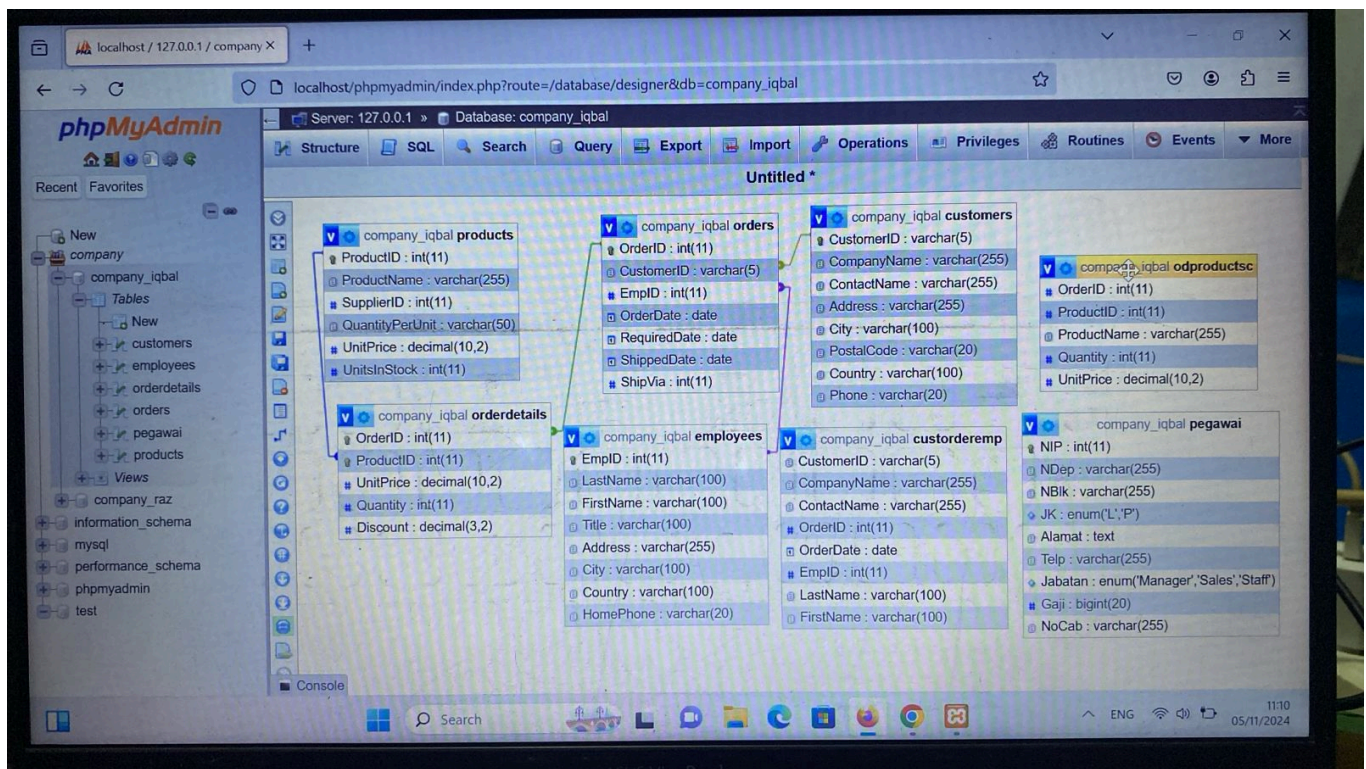 localhost / 127.0.0.1 / company
localhost/phpmyadmin/index.php?route=/database/designer&db=company_iqbal
phpMyAdmin
Recent Favorites
New
company
company_iqbal
Tables
New
customers
employees
orderdetails
orders
pegawai
products
Views
company_raz
information_schema
mysql
performance_schema
phpmyadmin
test
Server: 127.0.0.1 » Database: company_iqbal
Structure SQL Search Query Export Import Operations Privileges Routines Events More
Untitled *
company_iqbal products
ProductID : int(11)
ProductName : varchar(255)
SupplierID : int(11)
QuantityPerUnit : varchar(50)
UnitPrice : decimal(10,2)
UnitsInStock : int(11)
company_iqbal orders
OrderID : int(11)
CustomerID : varchar(5)
EmpID : int(11)
OrderDate : date
RequiredDate : date
ShippedDate : date
ShipVia : int(11)
company_iqbal customers
CustomerID : varchar(5)
CompanyName : varchar(255)
ContactName : varchar(255)
Address : varchar(255)
City : varchar(100)
PostalCode : varchar(20)
Country : varchar(100)
Phone : varchar(20)
company_iqbal odproductsc
OrderID : int(11)
ProductID : int(11)
ProductName : varchar(255)
Quantity : int(11)
UnitPrice : decimal(10,2)
company_iqbal orderdetails
OrderID : int(11)
ProductID : int(11)
UnitPrice : decimal(10,2)
Quantity : int(11)
Discount : decimal(3,2)
company_iqbal employees
EmpID : int(11)
LastName : varchar(100)
FirstName : varchar(100)
Title : varchar(100)
Address : varchar(255)
City : varchar(100)
Country : varchar(100)
HomePhone : varchar(20)
company_iqbal custorderemp
CustomerID : varchar(5)
CompanyName : varchar(255)
ContactName : varchar(255)
OrderID : int(11)
OrderDate : date
EmpID : int(11)
LastName : varchar(100)
FirstName : varchar(100)
company_iqbal pegawai
NIP : int(11)
NDep : varchar(255)
NBlk : varchar(255)
JK : enum('L','P')
Alamat : text
Telp : varchar(255)
Jabatan : enum('Manager','Sales','Staff')
Gaji : bigint(20)
NoCab : varchar(255)
Console
Search
ENG
11:10
05/11/2024